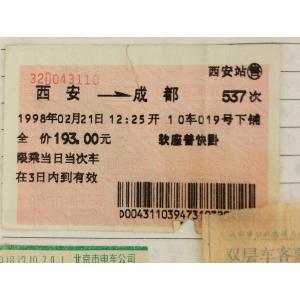 32D043110 西安站售
西安→成都 537次
1998年02月21日12:25开 10车019号下铺
全价193.00元 软座普快卧
限乘当日当次车
在3日内到有效
北京市电车公司
双层车客票